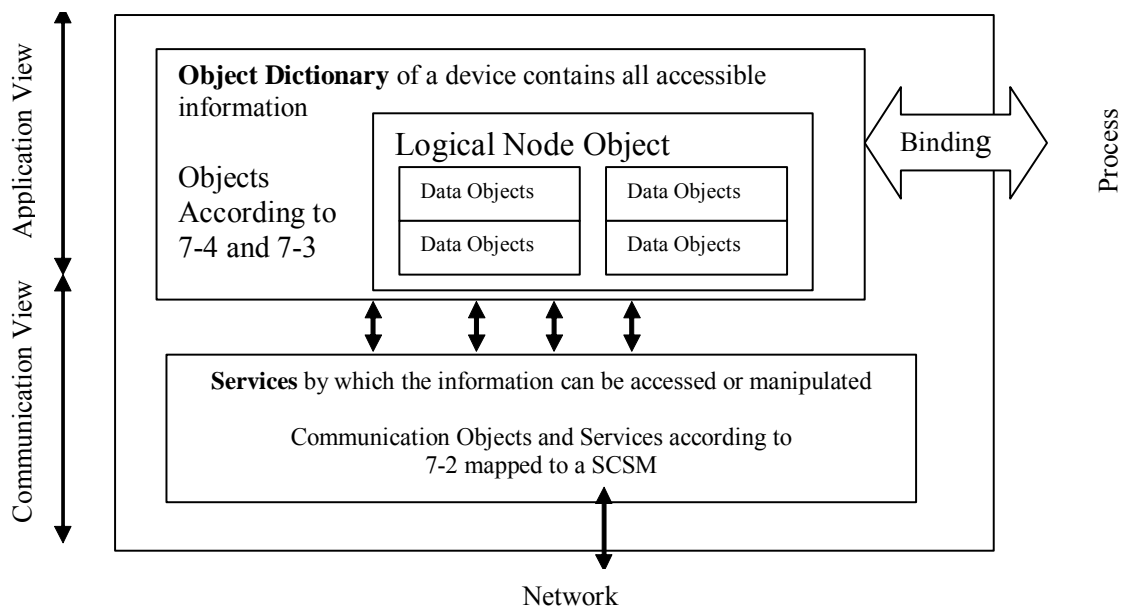 Application View
Communication View
Object Dictionary of a device contains all accessible
information
Logical Node Object
Objects
According to
7-4 and 7-3
Data Objects
Data Objects
Data Objects
Data Objects
Binding
Process
Services by which the information can be accessed or manipulated
Communication Objects and Services according to
7-2 mapped to a SCSM
Network